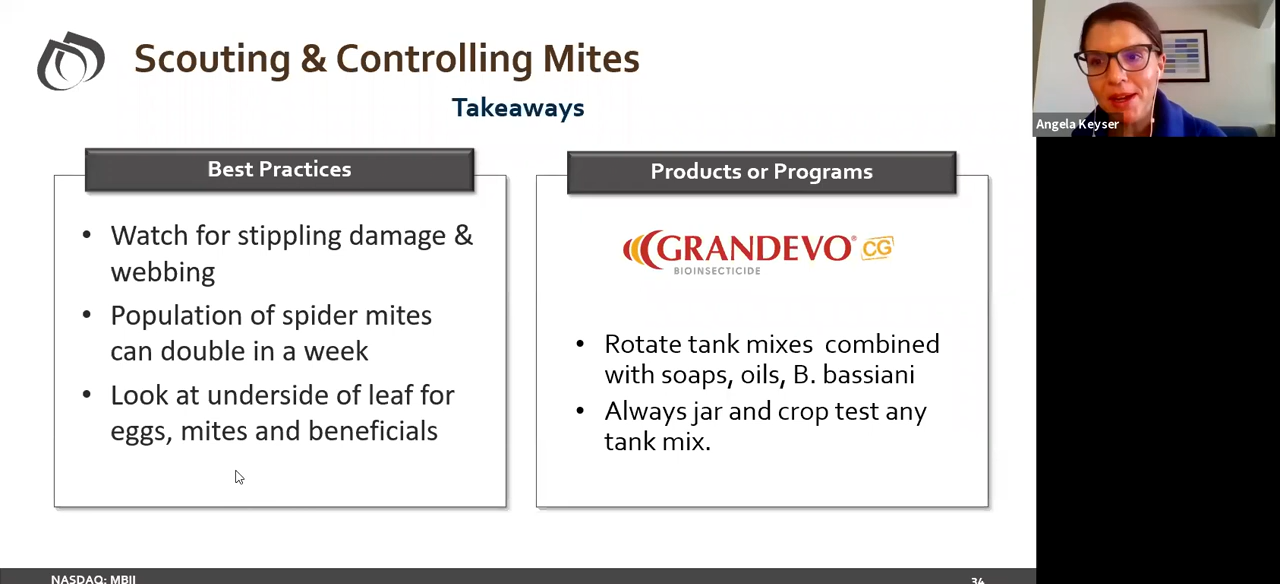 Scouting & Controlling Mites
Takeaways
Angela Keyser
Best Practices
• Watch for stippling damage &
webbing
• Population of spider mites
can double in a week
• Look at underside of leaf for
eggs, mites and beneficials
Products or Programs
GRANDEVO® CG
BIOINSECTICIDE
• Rotate tank mixes combined
with soaps, oils, B. bassiani
• Always jar and crop test any
tank mix.
NASDAQ: MBII
34